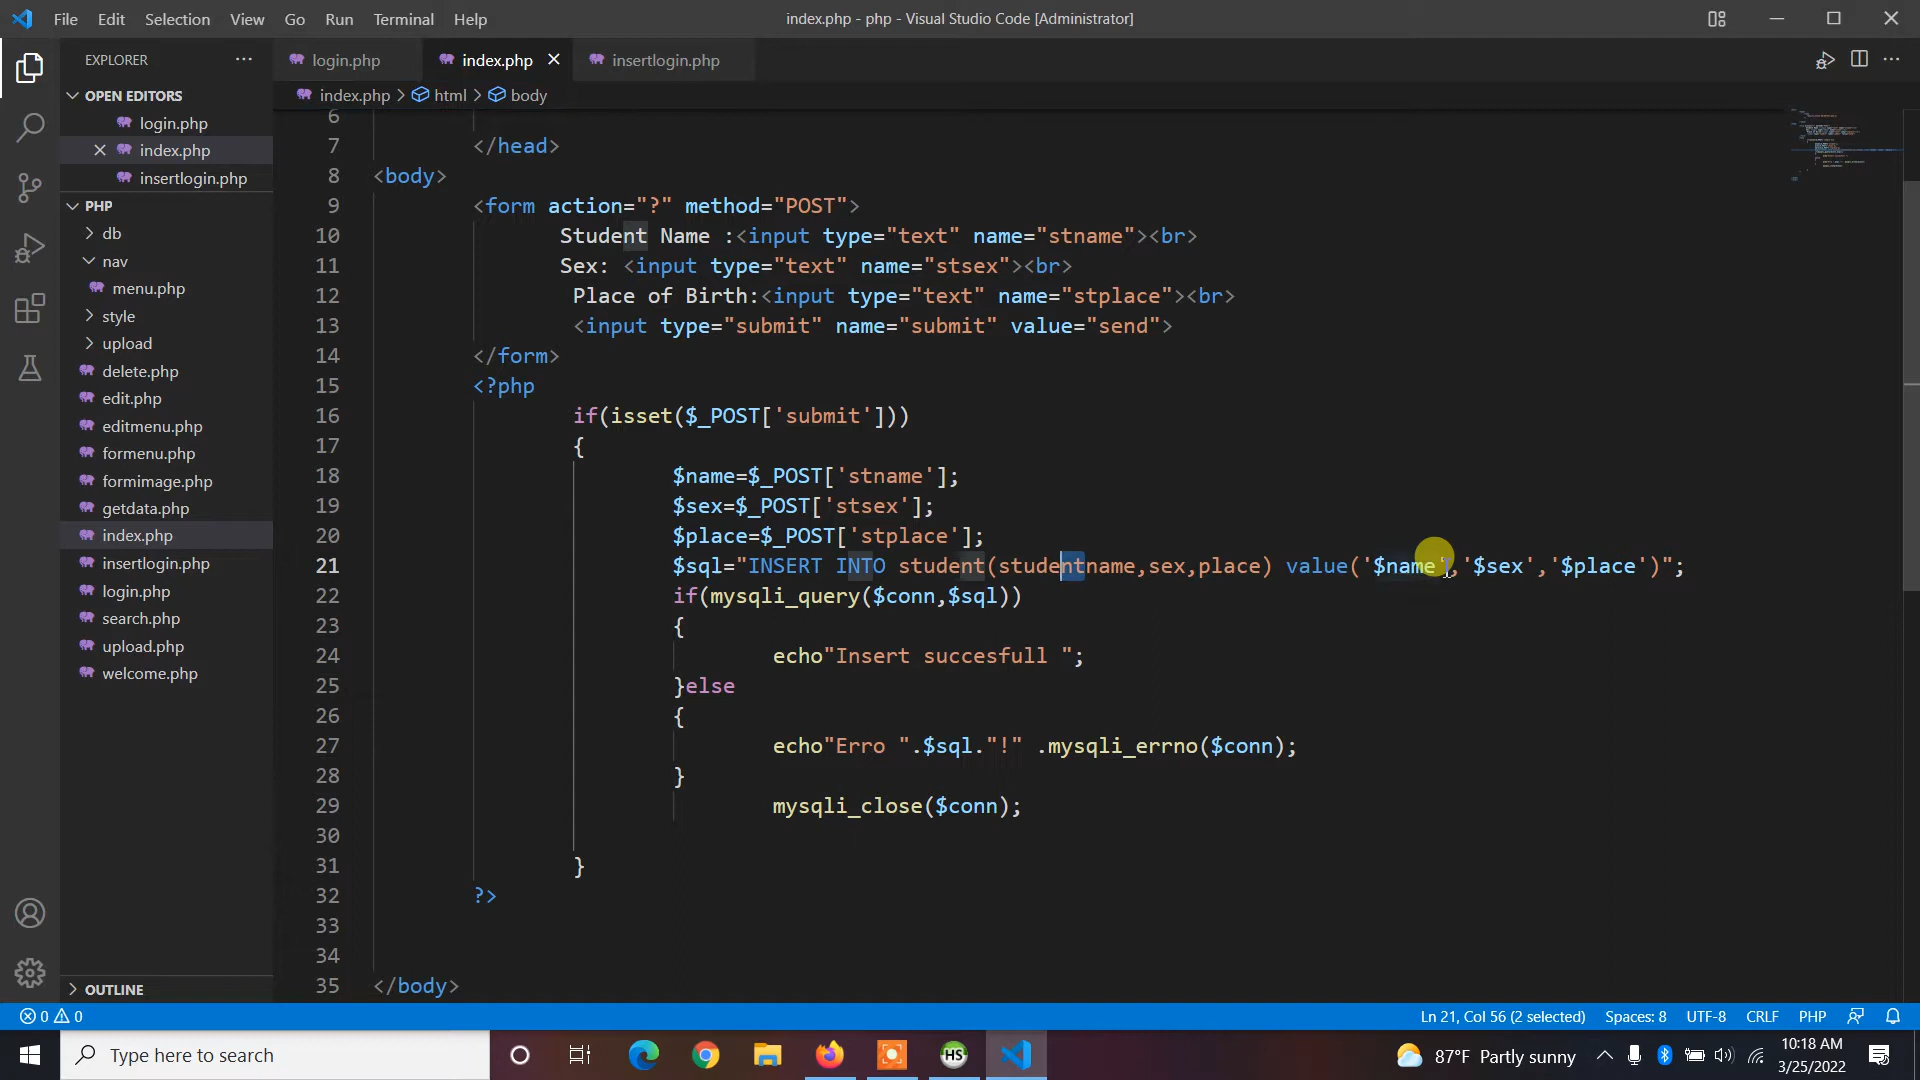 File Edit Selection View Go Run Terminal Help
index.php - php - Visual Studio Code [Administrator]
EXPLORER
login.php
index.php
insertlogin.php
OPEN EDITORS
login.php
index.php
insertlogin.php
PHP
db
nav
menu.php
style
upload
delete.php
edit.php
editmenu.php
formenu.php
formimage.php
getdata.php
index.php
insertlogin.php
login.php
search.php
upload.php
welcome.php
OUTLINE
index.php > html > body
6
7 </head>
8 <body>
9 <form action="?" method="POST">
10 Student Name :<input type="text" name="stname"><br>
11 Sex: <input type="text" name="stsex"><br>
12 Place of Birth:<input type="text" name="stplace"><br>
13 <input type="submit" name="submit" value="send">
14 </form>
15 <?php
16 if(isset($_POST['submit']))
17 {
18 $name=$_POST['stname'];
19 $sex=$_POST['stsex'];
20 $place=$_POST['stplace'];
21 $sql="INSERT INTO student(studentname,sex,place) value('$name','$sex','$place')";
22 if(mysqli_query($conn,$sql))
23 {
24 echo"Insert succesfull ";
25 }else
26 {
27 echo"Erro ".$sql."!" .mysqli_errno($conn);
28 }
29 mysqli_close($conn);
30
31 }
32 ?>
33
34
35 </body>
0 0
Ln 21, Col 56 (2 selected) Spaces: 8 UTF-8 CRLF PHP
Type here to search
HS
87°F Partly sunny
10:18 AM
3/25/2022